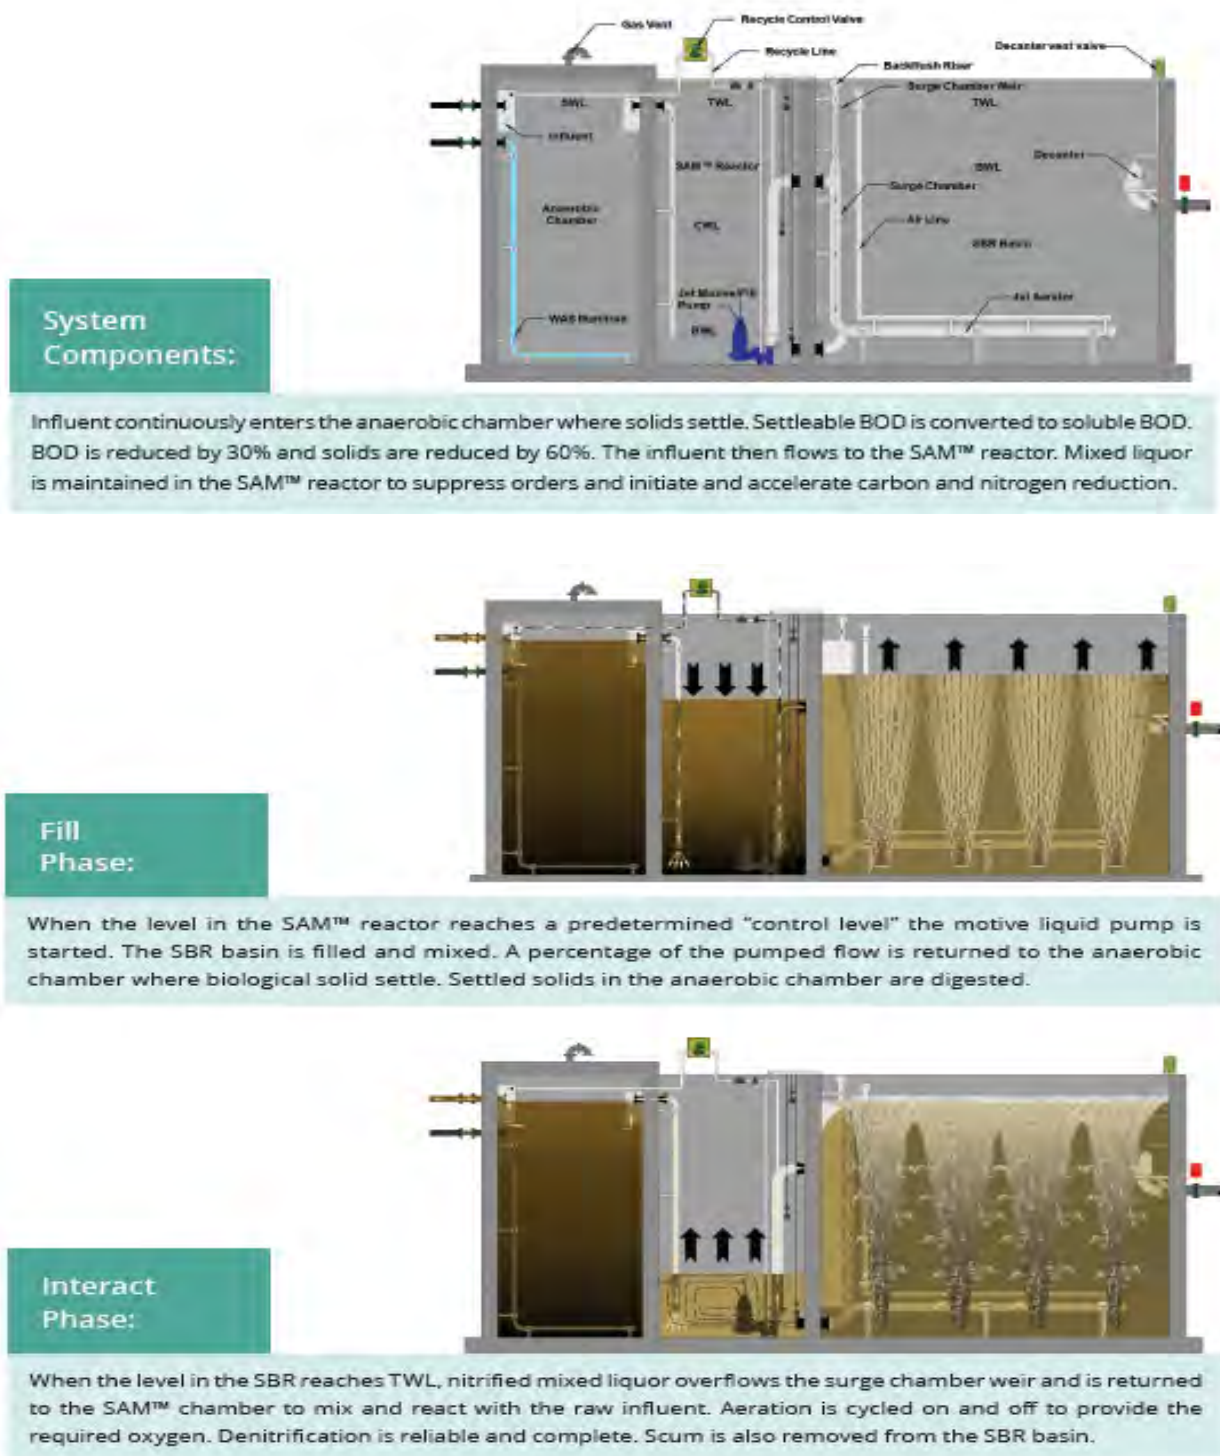 Gas Vent
Recycle Control Valve
Recycle Line
Decanter vent valve
Backflush Riser
Surge Chamber Weir
BWL
TWL
TWL
Influent
Decanter
SAM™ Reactor
BWL
Surge Chamber
Anaerobic
Chamber
CWL
Air Line
SBR Basin
Jet Motive/Fill
Pump
Jet Aerator
WAS
BWL
System
Components:
Influent continuously enters the anaerobic chamber where solids settle. Settleable BOD is converted to soluble BOD.
BOD is reduced by 30% and solids are reduced by 60%. The influent then flows to the SAM™ reactor. Mixed liquor
is maintained in the SAM™ reactor to suppress orders and initiate and accelerate carbon and nitrogen reduction.
Fill
Phase:
When the level in the SAM™ reactor reaches a predetermined “control level” the motive liquid pump is
started. The SBR basin is filled and mixed. A percentage of the pumped flow is returned to the anaerobic
chamber where biological solid settle. Settled solids in the anaerobic chamber are digested.
Interact
Phase:
When the level in the SBR reaches TWL, nitrified mixed liquor overflows the surge chamber weir and is returned
to the SAM™ chamber to mix and react with the raw influent. Aeration is cycled on and off to provide the
required oxygen. Denitrification is reliable and complete. Scum is also removed from the SBR basin.